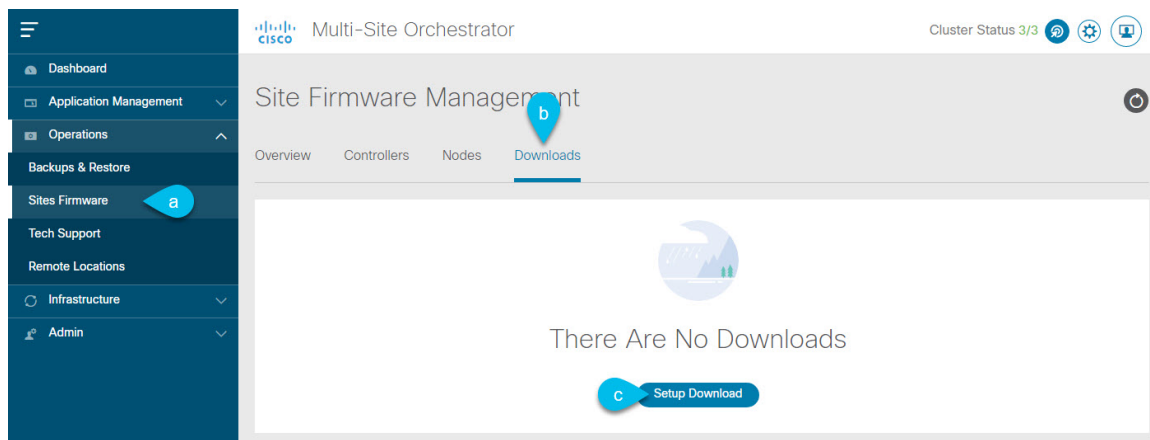 CISCO Multi-Site Orchestrator
Cluster Status 3/3
Dashboard
Application Management
Operations
Backups & Restore
Sites Firmware
a
Tech Support
Remote Locations
Infrastructure
Admin
Site Firmware Management
b
Overview Controllers Nodes Downloads
There Are No Downloads
c
Setup Download